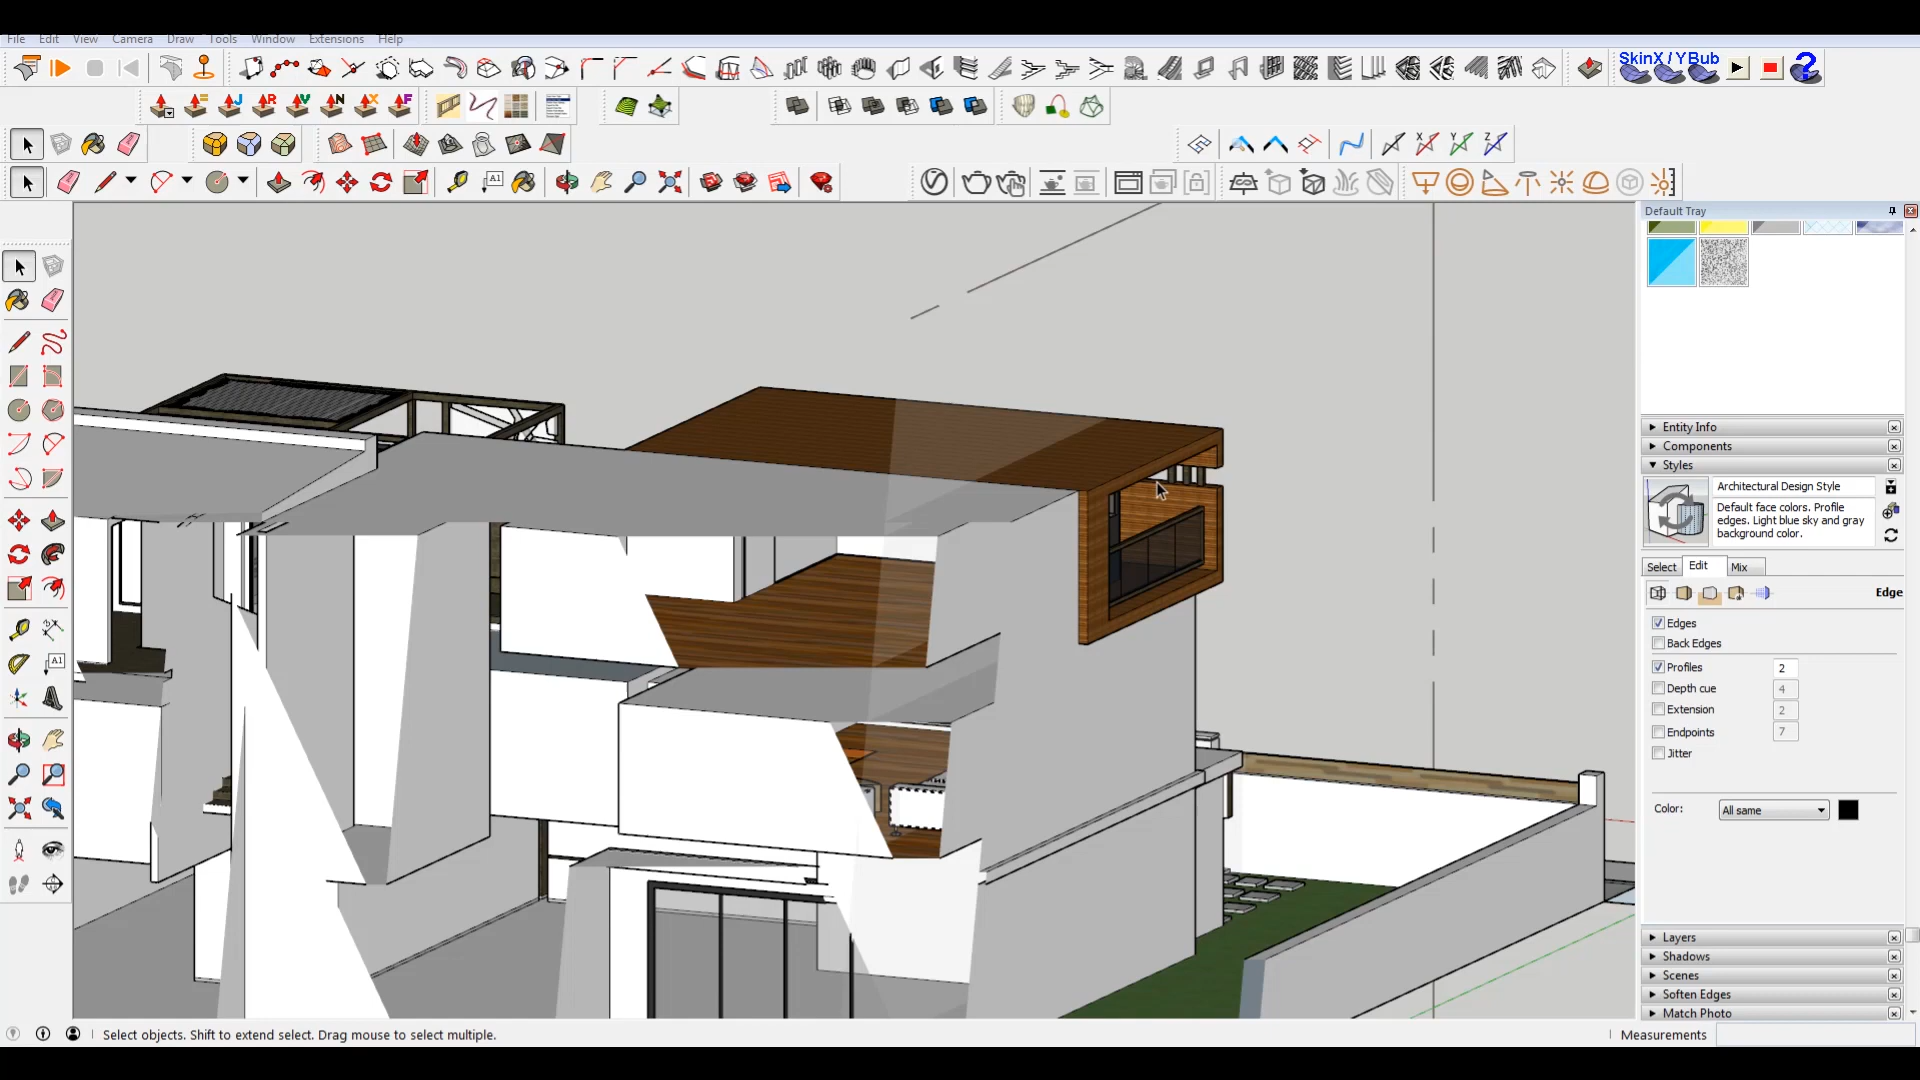 File Edit View Camera Draw Tools Window Extensions Help
SkinX / YBub
J R V N X F
A1
X Y Z
Default Tray
Entity Info
Components
Styles
Architectural Design Style
Default face colors. Profile
edges. Light blue sky and gray
background color.
Select Edit Mix
Edge
Edges
Back Edges
Profiles 2
Depth cue 4
Extension 2
Endpoints 7
Jitter
Color: All same
A1
Layers
Shadows
Scenes
Soften Edges
Match Photo
Select objects. Shift to extend select. Drag mouse to select multiple.
Measurements